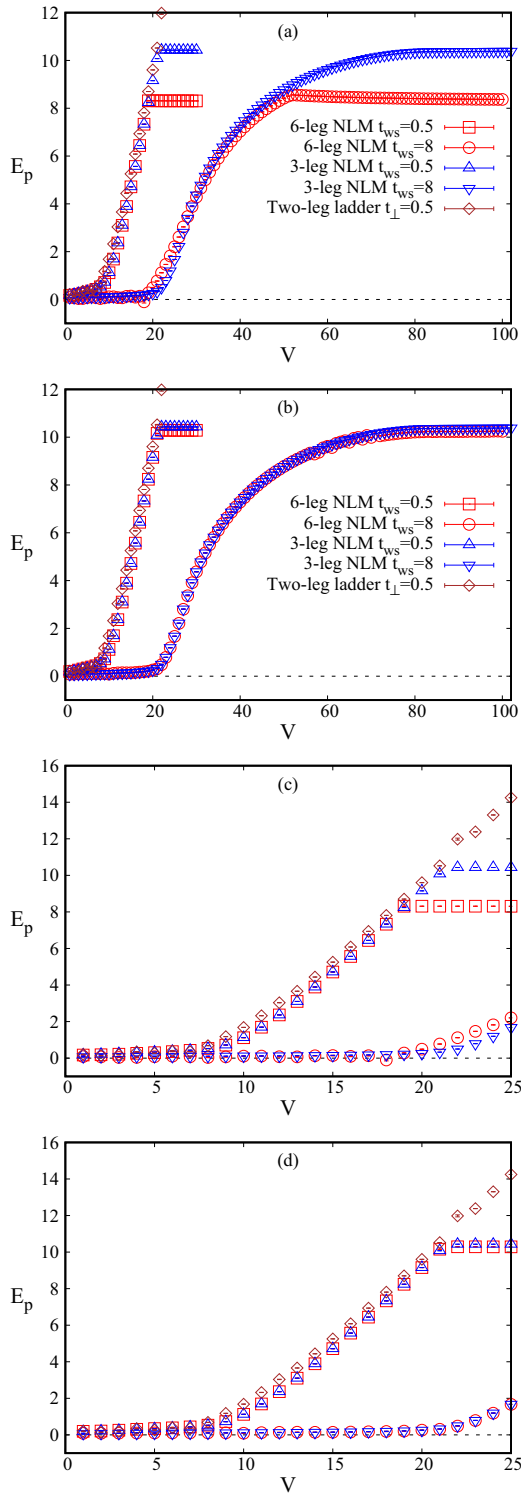 12
(a)
10
8
6-leg NLM t_ws=0.5
6-leg NLM t_ws=8
E_p 6
3-leg NLM t_ws=0.5
3-leg NLM t_ws=8
4
Two-leg ladder t_⊥=0.5
2
0
0 20 40 60 80 100
V
12
(b)
10
8
6-leg NLM t_ws=0.5
6-leg NLM t_ws=8
E_p 6
3-leg NLM t_ws=0.5
3-leg NLM t_ws=8
4
Two-leg ladder t_⊥=0.5
2
0
0 20 40 60 80 100
V
16
(c)
14
12
10
E_p 8
6
4
2
0
0 5 10 15 20 25
V
16
(d)
14
12
10
E_p 8
6
4
2
0
0 5 10 15 20 25
V